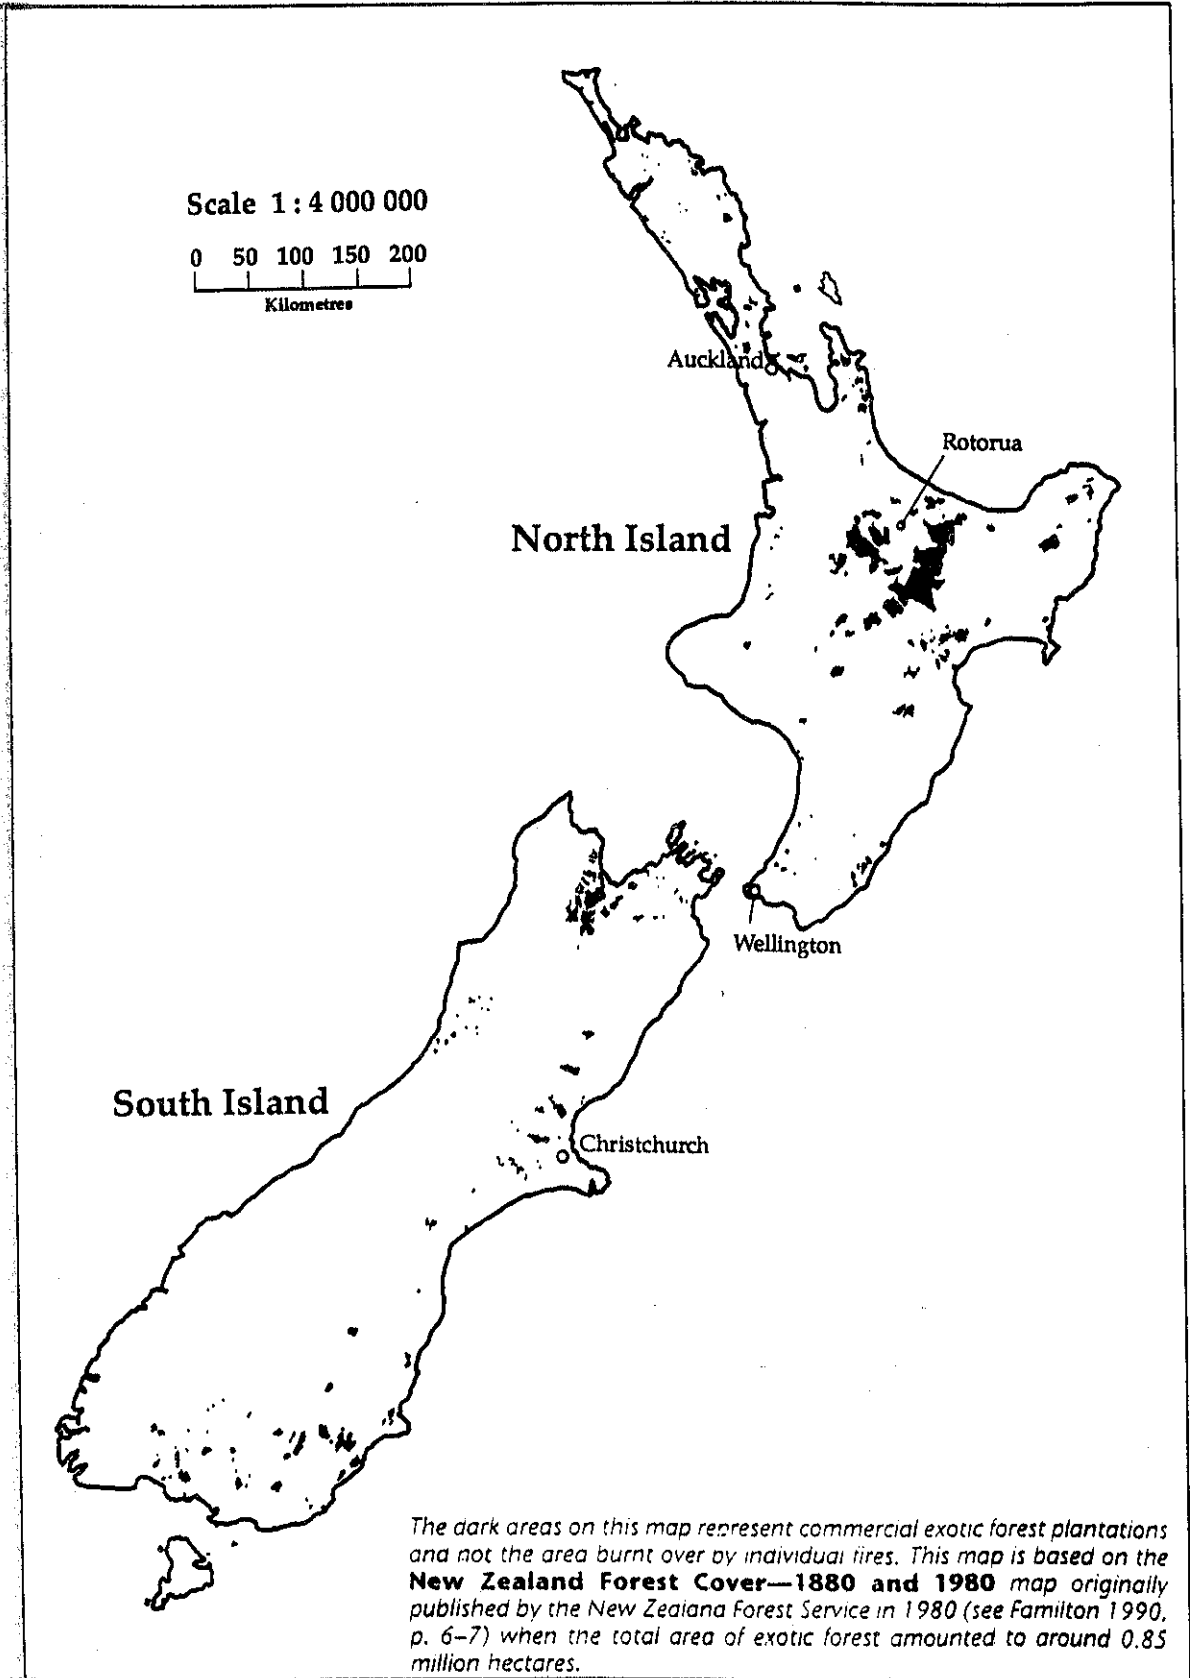 Scale 1 : 4 000 000
0 50 100 150 200
Kilometres
Auckland
Rotorua
North Island
Wellington
South Island
Christchurch
The dark areas on this map represent commercial exotic forest plantations
and not the area burnt over by individual fires. This map is based on the
New Zealand Forest Cover—1880 and 1980 map originally
published by the New Zealand Forest Service in 1980 (see Familton 1990,
p. 6–7) when the total area of exotic forest amounted to around 0.85
million hectares.